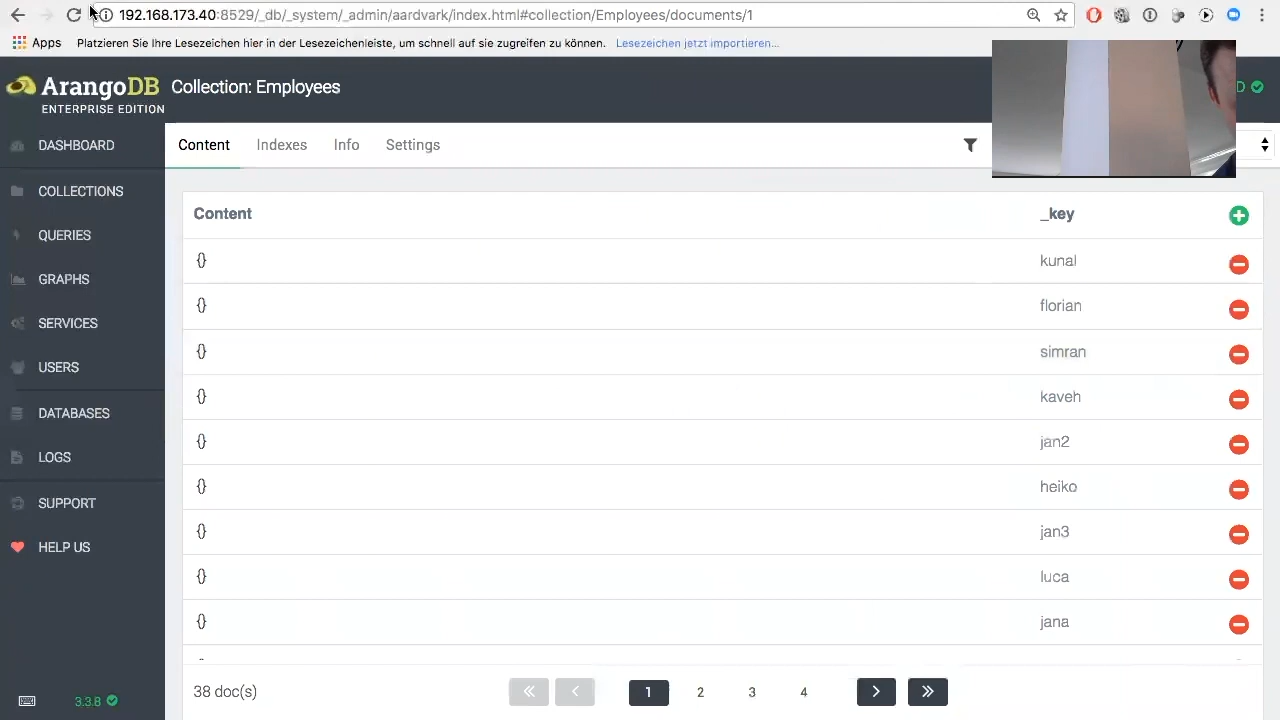 192.168.173.40:8529/_db/_system/_admin/aardvark/index.html#collection/Employees/documents/1
Apps Platzieren Sie Ihre Lesezeichen hier in der Lesezeichenleiste, um schnell auf sie zugreifen zu können. Lesezeichen jetzt importieren...
ArangoDB
ENTERPRISE EDITION
Collection: Employees
DASHBOARD
COLLECTIONS
QUERIES
GRAPHS
SERVICES
USERS
DATABASES
LOGS
SUPPORT
HELP US
3.3.8
Content Indexes Info Settings
Content _key
{} kunal
{} florian
{} simran
{} kaveh
{} jan2
{} heiko
{} jan3
{} luca
{} jana
38 doc(s) « ‹ 1 2 3 4 › »